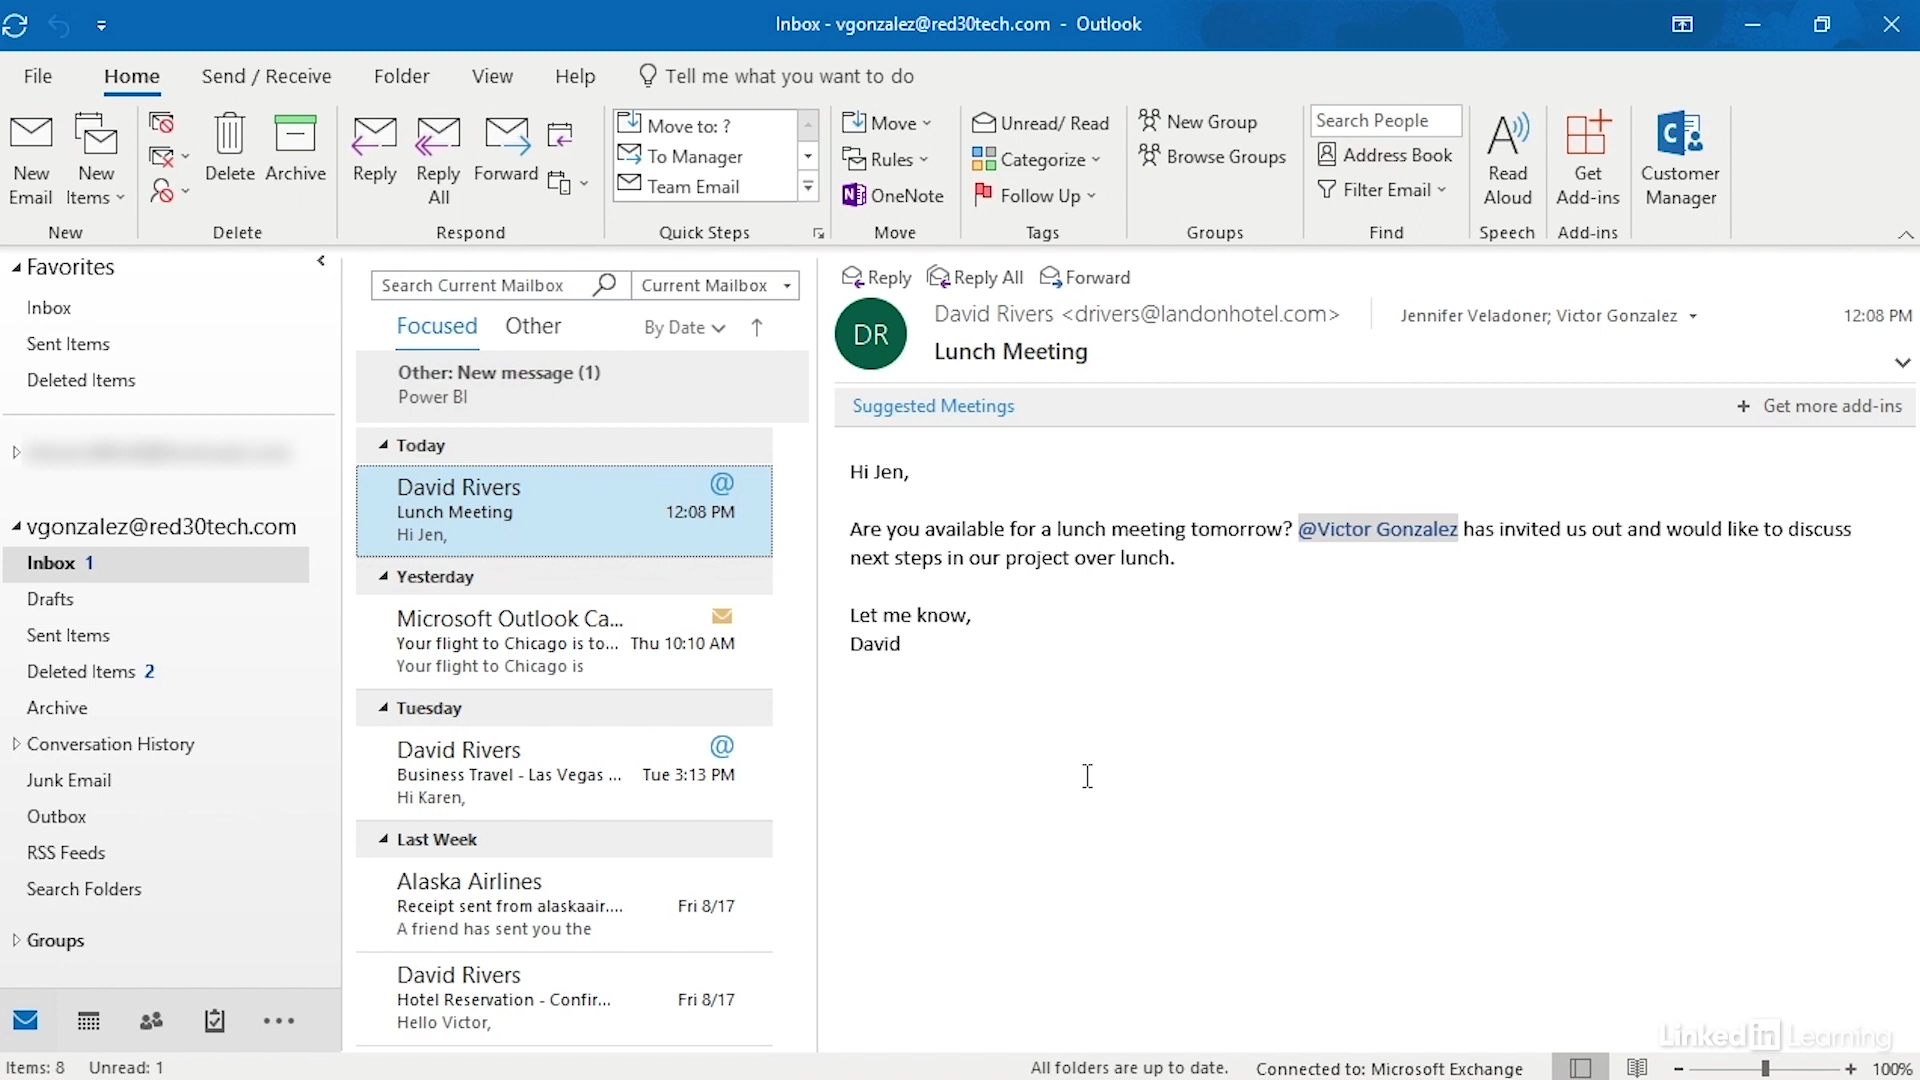 Inbox - vgonzalez@red30tech.com - Outlook
File Home Send / Receive Folder View Help Tell me what you want to do
New Email
New Items
New
Delete
Archive
Delete
Reply
Reply All
Forward
Respond
Move to: ?
To Manager
Team Email
Quick Steps
Move
Rules
OneNote
Move
Unread/ Read
Categorize
Follow Up
Tags
New Group
Browse Groups
Groups
Search People
Address Book
Filter Email
Find
Read Aloud
Speech
Get Add-ins
Add-ins
Customer Manager
Favorites
Inbox
Sent Items
Deleted Items
vgonzalez@red30tech.com
Inbox 1
Drafts
Sent Items
Deleted Items 2
Archive
Conversation History
Junk Email
Outbox
RSS Feeds
Search Folders
Groups
Search Current Mailbox Current Mailbox
Focused Other By Date
Other: New message (1)
Power BI
Today
David Rivers @
Lunch Meeting 12:08 PM
Hi Jen,
Yesterday
Microsoft Outlook Ca...
Your flight to Chicago is to... Thu 10:10 AM
Your flight to Chicago is
Tuesday
David Rivers @
Business Travel - Las Vegas ... Tue 3:13 PM
Hi Karen,
Last Week
Alaska Airlines
Receipt sent from alaskaair.... Fri 8/17
A friend has sent you the
David Rivers
Hotel Reservation - Confir... Fri 8/17
Hello Victor,
Reply Reply All Forward
DR
David Rivers <drivers@landonhotel.com> Jennifer Veladoner; Victor Gonzalez 12:08 PM
Lunch Meeting
Suggested Meetings + Get more add-ins
Hi Jen,
Are you available for a lunch meeting tomorrow? @Victor Gonzalez has invited us out and would like to discuss
next steps in our project over lunch.
Let me know,
David
Linked in Learning
Items: 8 Unread: 1 All folders are up to date. Connected to: Microsoft Exchange 100%